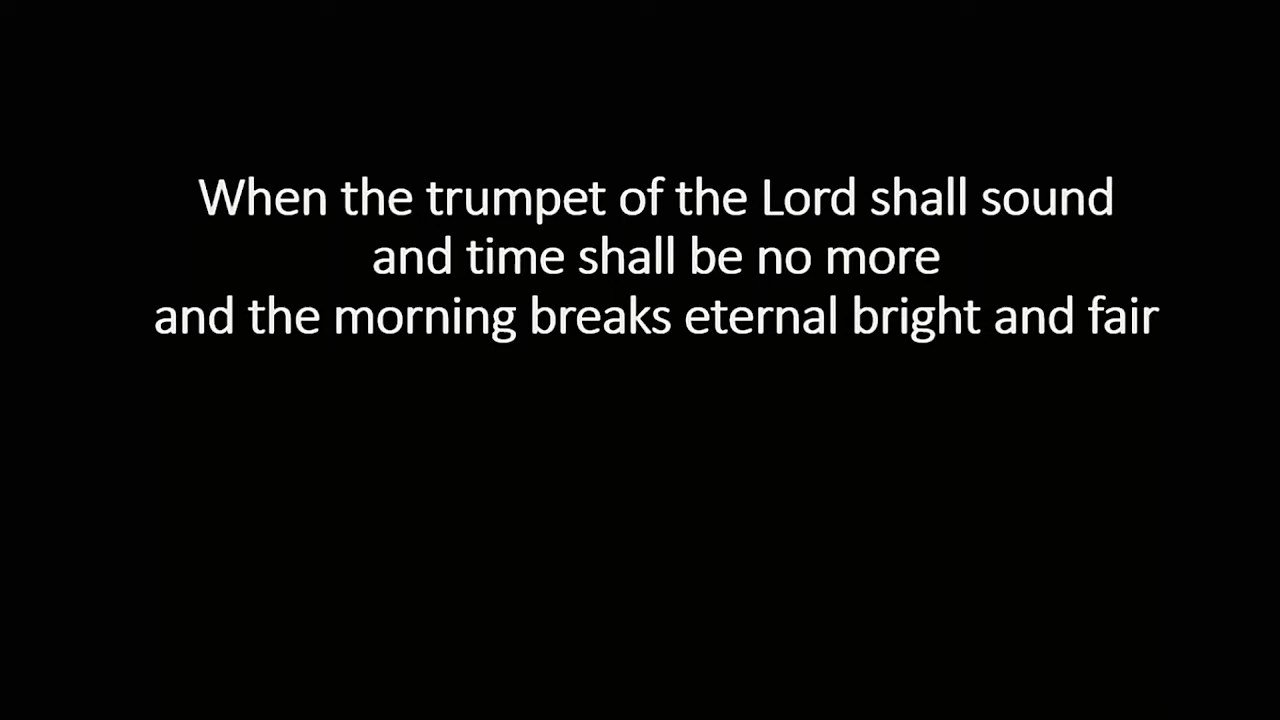 When the trumpet of the Lord shall sound
and time shall be no more
and the morning breaks eternal bright and fair